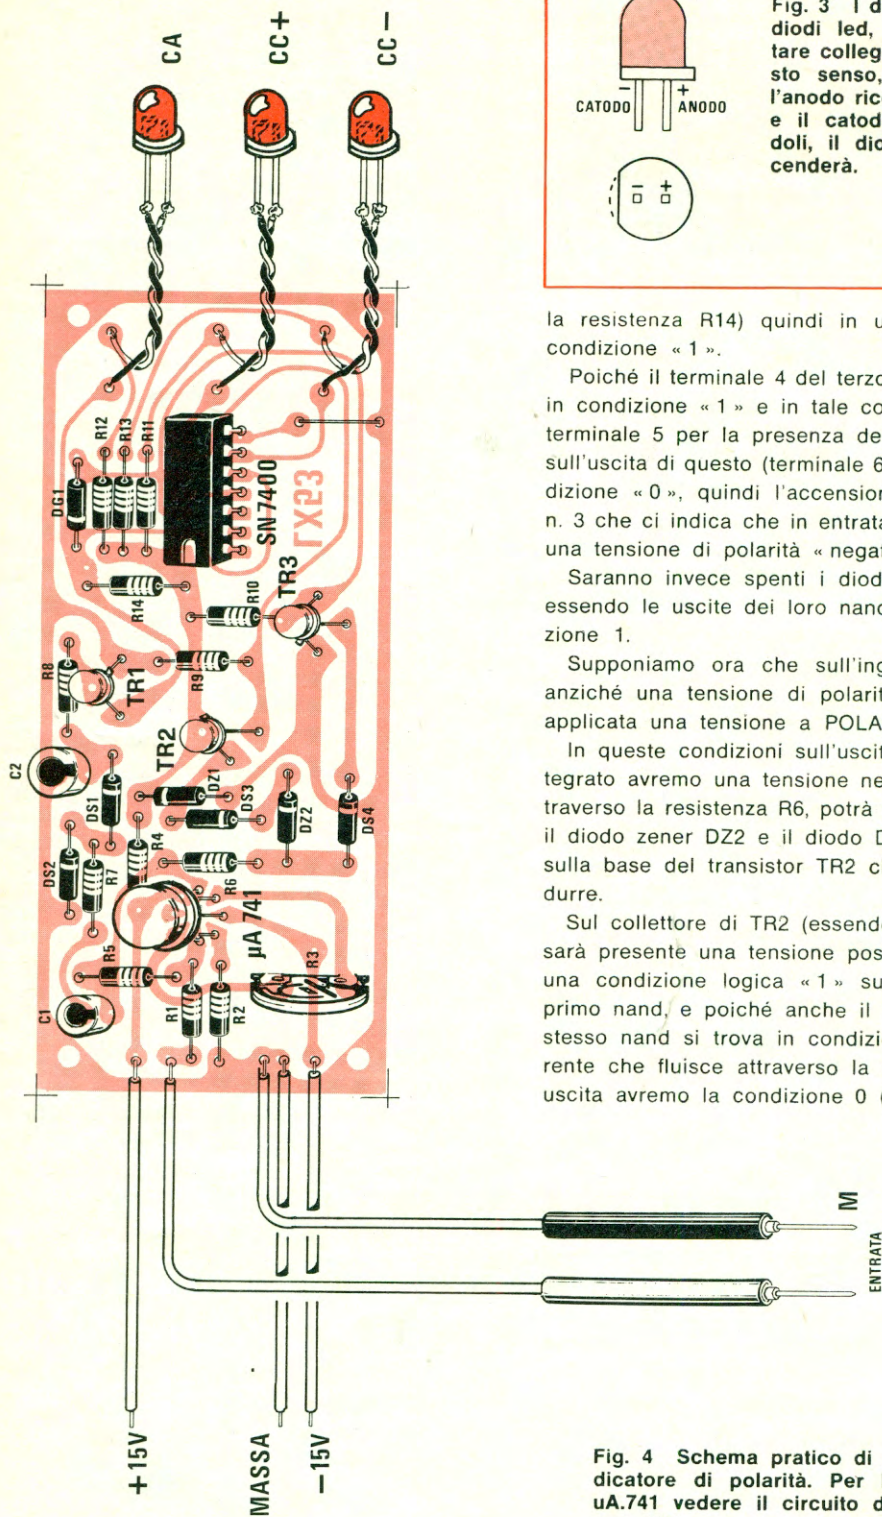 CA
CC+
CC−
C2
R8
TR1
R14
DG1
R12
R13
R11
SN7400
LX93
TR3
R10
R9
TR2
DZ1
DS3
DS1
DS2
R7
R4
R6
DZ2
DS4
R5
µA 741
C1
R1
R2
R3
+15V
MASSA
−15V
M
ENTRATA
CATODO
−
+
ANODO
−
+
Fig. 3 I d
diodi led,
tare colleg
sto senso,
l'anodo ric
e il catod
doli, il dio
cenderà.
la resistenza R14) quindi in u
condizione « 1 ».
Poiché il terminale 4 del terzo
in condizione « 1 » e in tale co
terminale 5 per la presenza de
sull'uscita di questo (terminale 6
dizione « 0 », quindi l'accension
n. 3 che ci indica che in entrata
una tensione di polarità « negat
Saranno invece spenti i diod
essendo le uscite dei loro nand
zione 1.
Supponiamo ora che sull'ing
anziché una tensione di polarit
applicata una tensione a POLA
In queste condizioni sull'uscit
tegrato avremo una tensione ne
traverso la resistenza R6, potrà
il diodo zener DZ2 e il diodo D
sulla base del transistor TR2 c
durre.
Sul collettore di TR2 (essend
sarà presente una tensione pos
una condizione logica « 1 » su
primo nand, e poiché anche il
stesso nand si trova in condizi
rente che fluisce attraverso la
uscita avremo la condizione 0 (
Fig. 4 Schema pratico di
dicatore di polarità. Per
uA.741 vedere il circuito d